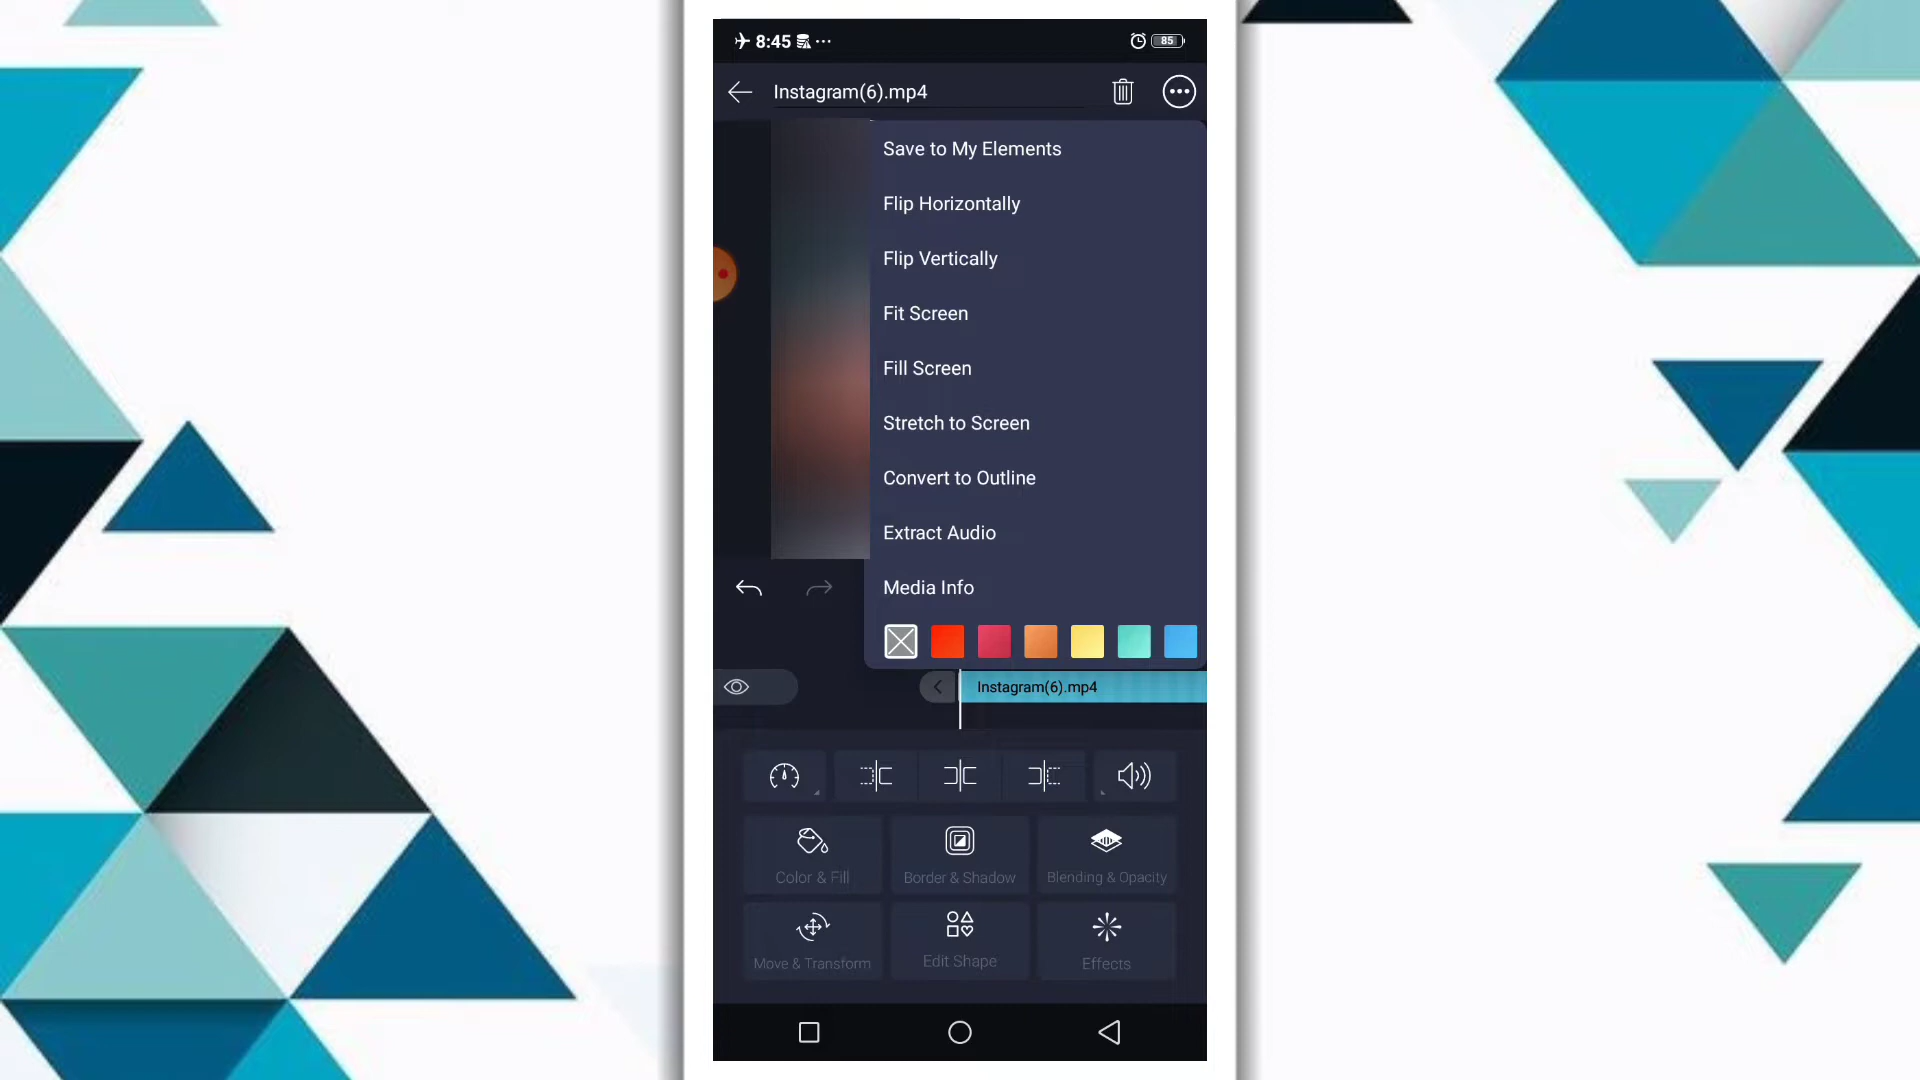 8:45
85
Instagram(6).mp4
Save to My Elements
Flip Horizontally
Flip Vertically
Fit Screen
Fill Screen
Stretch to Screen
Convert to Outline
Extract Audio
Media Info
Instagram(6).mp4
Color & Fill
Border & Shadow
Blending & Opacity
Move & Transform
Edit Shape
Effects